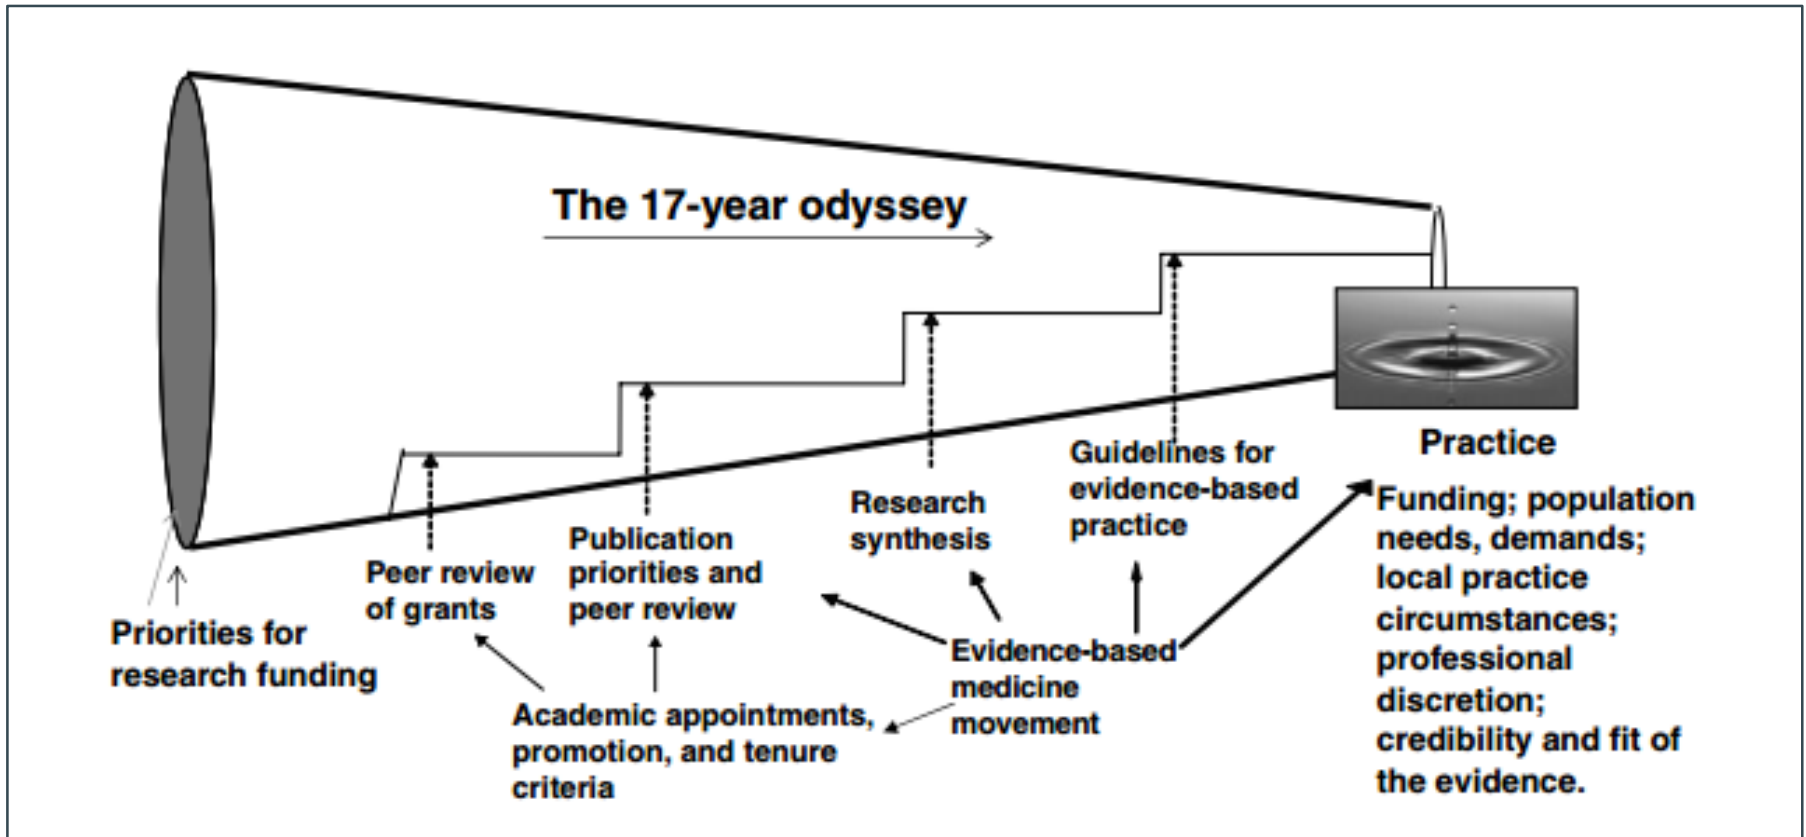 The 17-year odyssey
Priorities for
research funding
Peer review
of grants
Publication
priorities and
peer review
Academic appointments,
promotion, and tenure
criteria
Research
synthesis
Evidence-based
medicine
movement
Guidelines for
evidence-based
practice
Practice
Funding; population
needs, demands;
local practice
circumstances;
professional
discretion;
credibility and fit of
the evidence.